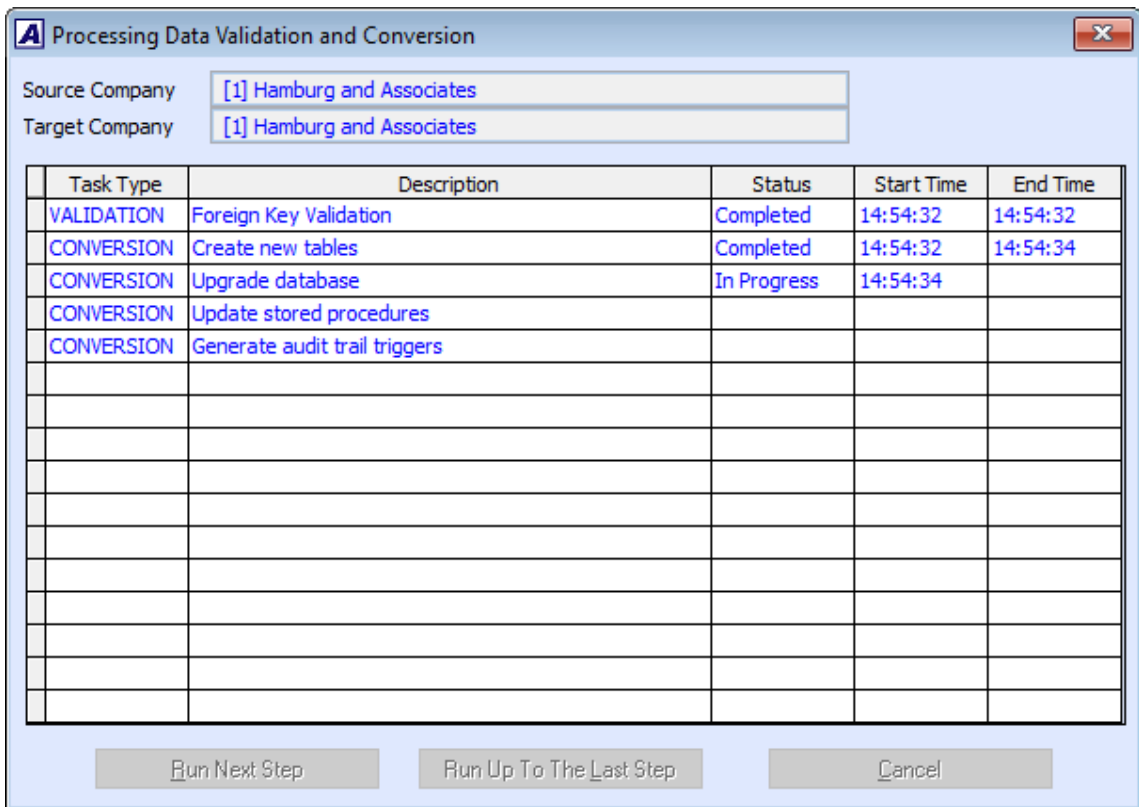 A Processing Data Validation and Conversion
Source Company [1] Hamburg and Associates
Target Company [1] Hamburg and Associates
Task Type Description Status Start Time End Time
VALIDATION Foreign Key Validation Completed 14:54:32 14:54:32
CONVERSION Create new tables Completed 14:54:32 14:54:34
CONVERSION Upgrade database In Progress 14:54:34
CONVERSION Update stored procedures
CONVERSION Generate audit trail triggers
Run Next Step Run Up To The Last Step Cancel